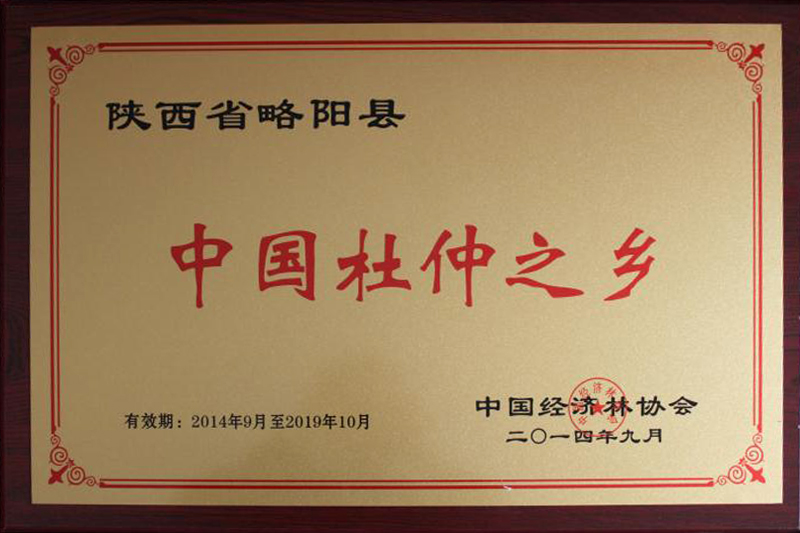 陕西省略阳县
中国杜仲之乡
有效期：2014年9月至2019年10月
中国经济林协会
二〇一四年九月